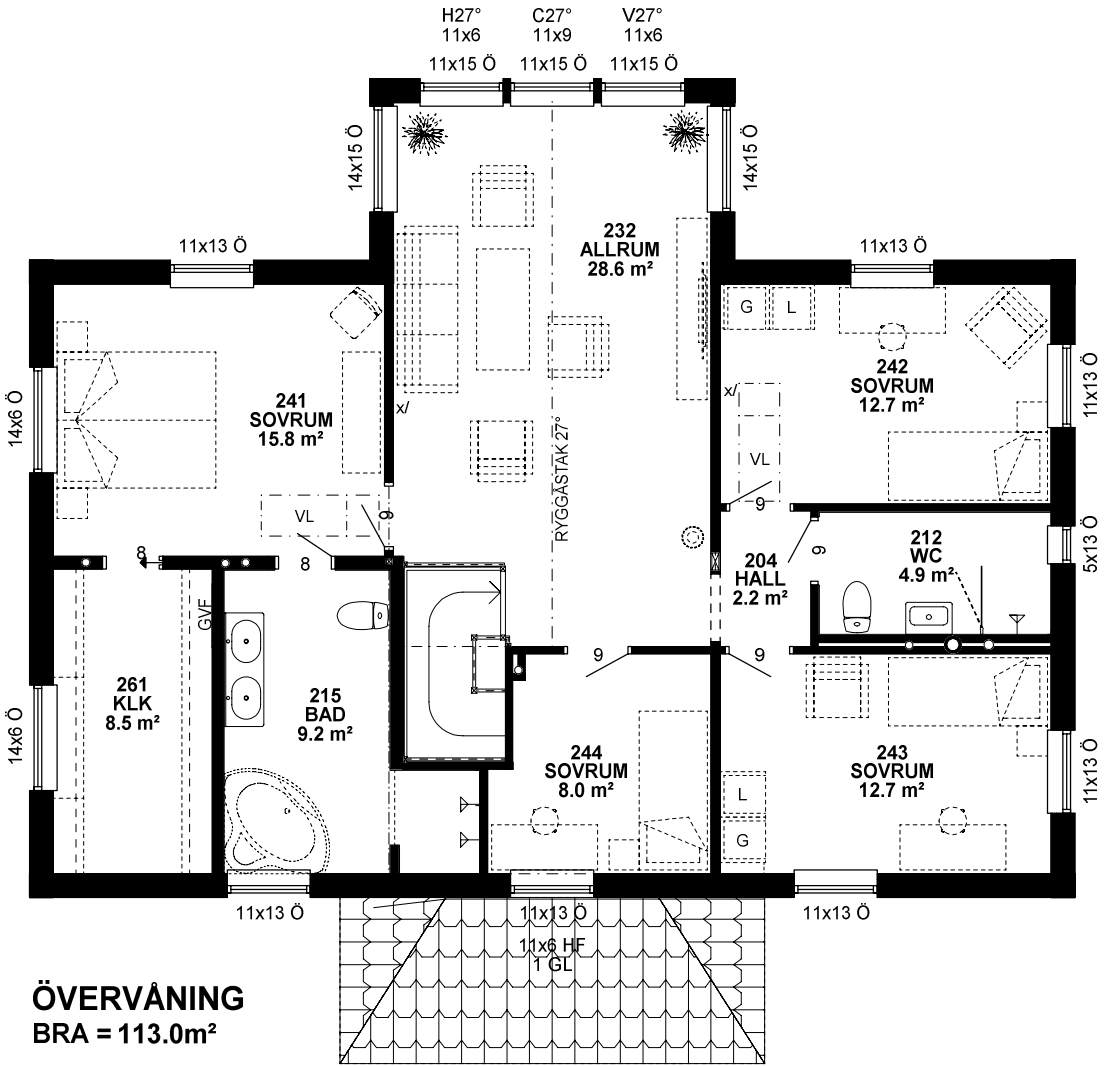 H27° C27° V27°
11x6 11x9 11x6
11x15 Ö 11x15 Ö 11x15 Ö
14x15 Ö
14x15 Ö
11x13 Ö
11x13 Ö
232
ALLRUM
28.6 m²
G L
242
SOVRUM
12.7 m²
x/
VL
9
11x13 Ö
14x6 Ö
241
SOVRUM
15.8 m²
x/
VL
9
8
8
RYGGÅSTAK 27°
204
HALL
2.2 m²
9
212
WC
4.9 m²
5x13 Ö
GVF
261
KLK
8.5 m²
14x6 Ö
215
BAD
9.2 m²
9
244
SOVRUM
8.0 m²
9
243
SOVRUM
12.7 m²
L
G
11x13 Ö
11x13 Ö
11x13 Ö
11x13 Ö
11x6 HF
1 GL
ÖVERVÅNING
BRA = 113.0m²